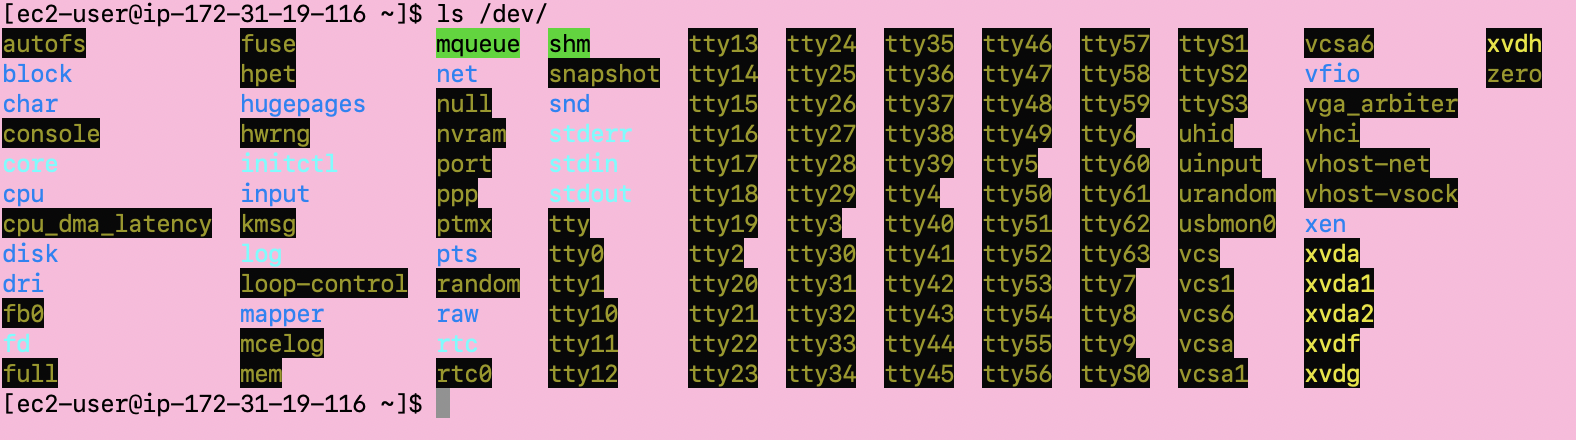 [ec2-user@ip-172-31-19-116 ~]$ ls /dev/
autofs fuse mqueue shm tty13 tty24 tty35 tty46 tty57 ttyS1 vcsa6 xvdh
block hpet net snapshot tty14 tty25 tty36 tty47 tty58 ttyS2 vfio zero
char hugepages null snd tty15 tty26 tty37 tty48 tty59 ttyS3 vga_arbiter
console hwrng nvram stderr tty16 tty27 tty38 tty49 tty6 uhid vhci
core initctl port stdin tty17 tty28 tty39 tty5 tty60 uinput vhost-net
cpu input ppp stdout tty18 tty29 tty4 tty50 tty61 urandom vhost-vsock
cpu_dma_latency kmsg ptmx tty tty19 tty3 tty40 tty51 tty62 usbmon0 xen
disk log pts tty0 tty2 tty30 tty41 tty52 tty63 vcs xvda
dri loop-control random tty1 tty20 tty31 tty42 tty53 tty7 vcs1 xvda1
fb0 mapper raw tty10 tty21 tty32 tty43 tty54 tty8 vcs6 xvda2
fd mcelog rtc tty11 tty22 tty33 tty44 tty55 tty9 vcsa xvdf
full mem rtc0 tty12 tty23 tty34 tty45 tty56 ttyS0 vcsa1 xvdg
[ec2-user@ip-172-31-19-116 ~]$